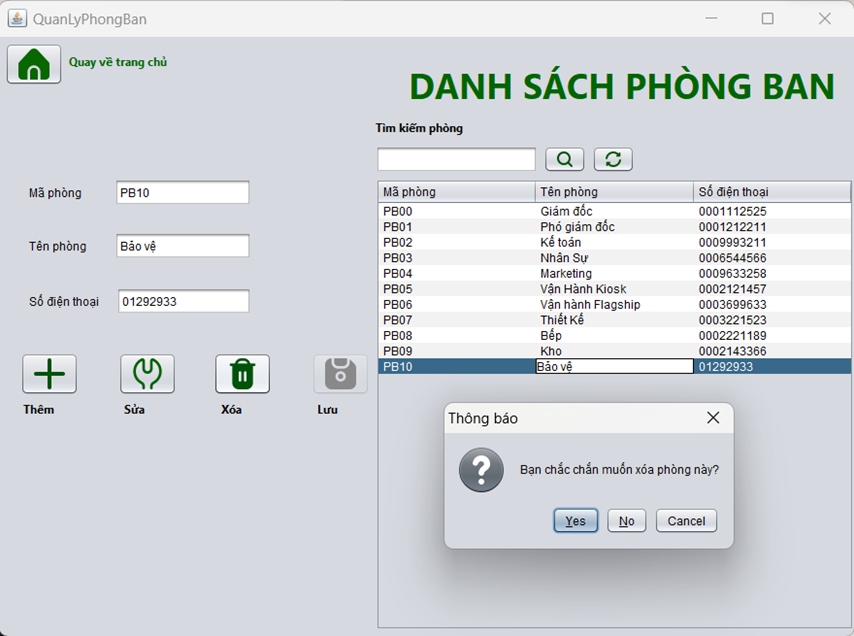 QuanLyPhongBan
Quay về trang chủ
DANH SÁCH PHÒNG BAN
Tìm kiếm phòng
Mã phòng PB10
Tên phòng Bảo vệ
Số điện thoại 01292933
Thêm Sửa Xóa Lưu
Mã phòng Tên phòng Số điện thoại
PB00 Giám đốc 0001112525
PB01 Phó giám đốc 0001212211
PB02 Kế toán 0009993211
PB03 Nhân Sự 0006544566
PB04 Marketing 0009633258
PB05 Vận Hành Kiosk 0002121457
PB06 Vận hành Flagship 0003699633
PB07 Thiết Kế 0003221523
PB08 Bếp 0002221189
PB09 Kho 0002143366
PB10 Bảo vệ 01292933
Thông báo
Bạn chắc chắn muốn xóa phòng này?
Yes No Cancel